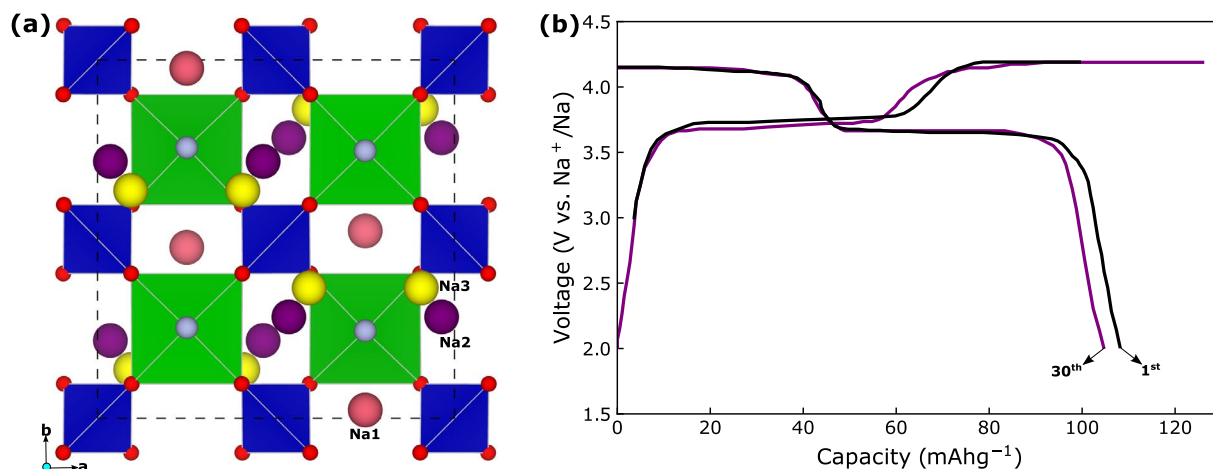 (a)
Na3
Na2
Na1
b
a
(b)
Voltage (V vs. Na⁺/Na)
4.5
4.0
3.5
3.0
2.5
2.0
1.5
30ᵗʰ
1ˢᵗ
0
20
40
60
80
100
120
Capacity (mAhg⁻¹)